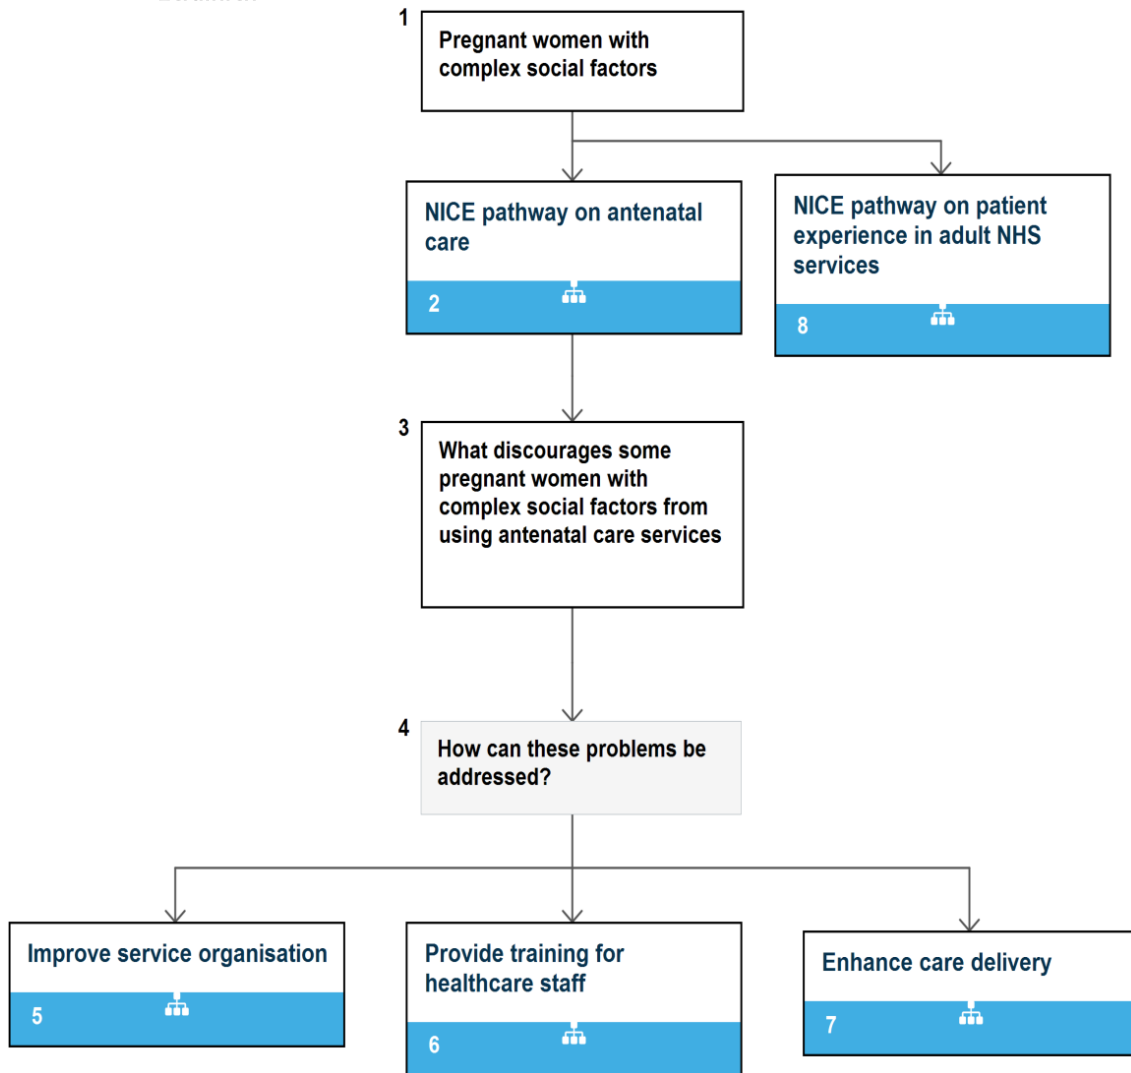 1
Pregnant women with
complex social factors
NICE pathway on antenatal
care
2
NICE pathway on patient
experience in adult NHS
services
8
3
What discourages some
pregnant women with
complex social factors from
using antenatal care services
4
How can these problems be
addressed?
Improve service organisation
5
Provide training for
healthcare staff
6
Enhance care delivery
7